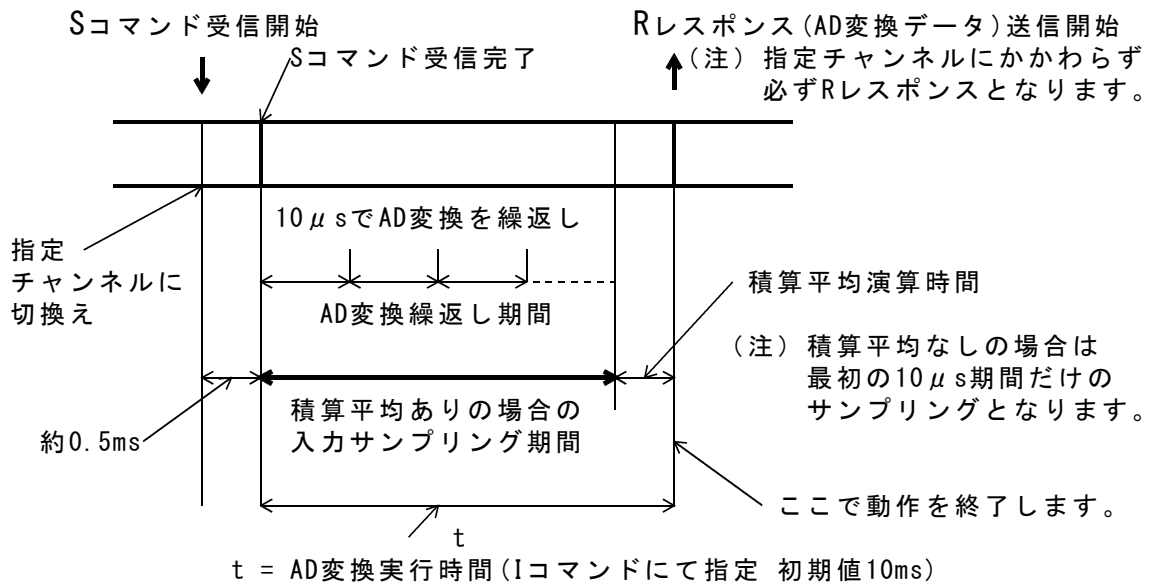 Sコマンド受信開始
Sコマンド受信完了
Rレスポンス(AD変換データ)送信開始
(注) 指定チャンネルにかかわらず
必ずRレスポンスとなります。
10μsでAD変換を繰返し
指定
チャンネルに
切換え
AD変換繰返し期間
積算平均演算時間
(注) 積算平均なしの場合は
最初の10μs期間だけの
サンプリングとなります。
積算平均ありの場合の
入力サンプリング期間
約0.5ms
ここで動作を終了します。
t
t = AD変換実行時間(Iコマンドにて指定 初期値10ms)